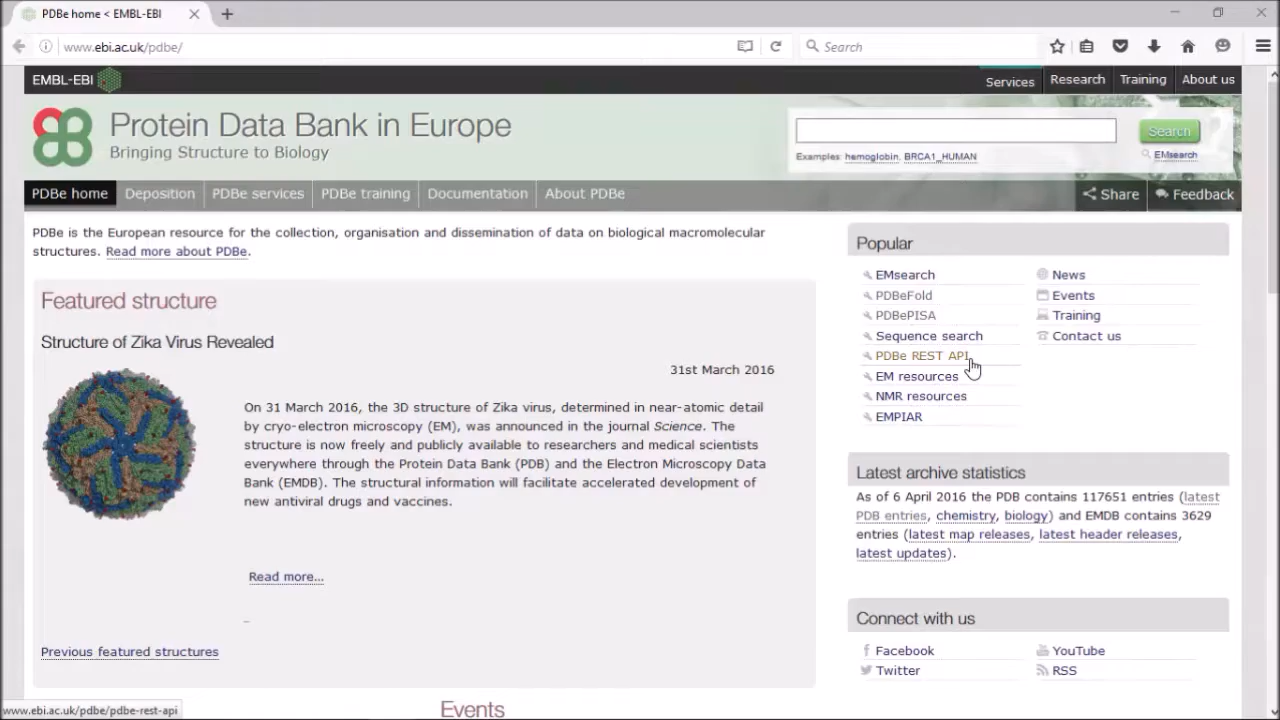 PDBe home < EMBL-EBI
www.ebi.ac.uk/pdbe/
Search
EMBL-EBI
Services
Research
Training
About us
Protein Data Bank in Europe
Bringing Structure to Biology
Search
Examples: hemoglobin, BRCA1_HUMAN
EMsearch
PDBe home
Deposition
PDBe services
PDBe training
Documentation
About PDBe
Share
Feedback
PDBe is the European resource for the collection, organisation and dissemination of data on biological macromolecular
structures. Read more about PDBe.
Featured structure
Structure of Zika Virus Revealed
31st March 2016
On 31 March 2016, the 3D structure of Zika virus, determined in near-atomic detail
by cryo-electron microscopy (EM), was announced in the journal Science. The
structure is now freely and publicly available to researchers and medical scientists
everywhere through the Protein Data Bank (PDB) and the Electron Microscopy Data
Bank (EMDB). The structural information will facilitate accelerated development of
new antiviral drugs and vaccines.
Read more...
Previous featured structures
Events
Popular
EMsearch
PDBeFold
PDBePISA
Sequence search
PDBe REST API
EM resources
NMR resources
EMPIAR
News
Events
Training
Contact us
Latest archive statistics
As of 6 April 2016 the PDB contains 117651 entries (latest
PDB entries, chemistry, biology) and EMDB contains 3629
entries (latest map releases, latest header releases,
latest updates).
Connect with us
Facebook
Twitter
YouTube
RSS
www.ebi.ac.uk/pdbe/pdbe-rest-api